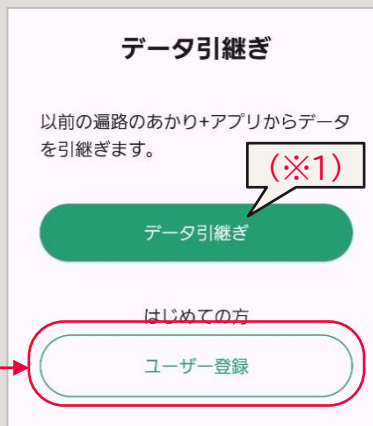 データ引継ぎ
以前の遍路のあかり+アプリからデータ
を引継ぎます。
(※1)
データ引継ぎ
はじめての方
ユーザー登録